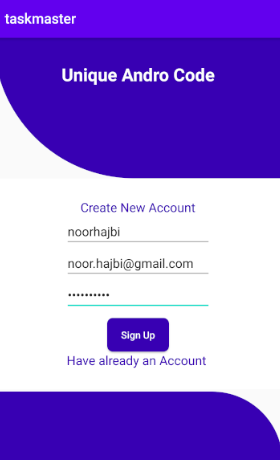 taskmaster
Unique Andro Code
Create New Account
noorhajbi
noor.hajbi@gmail.com
••••••••••
Sign Up
Have already an Account